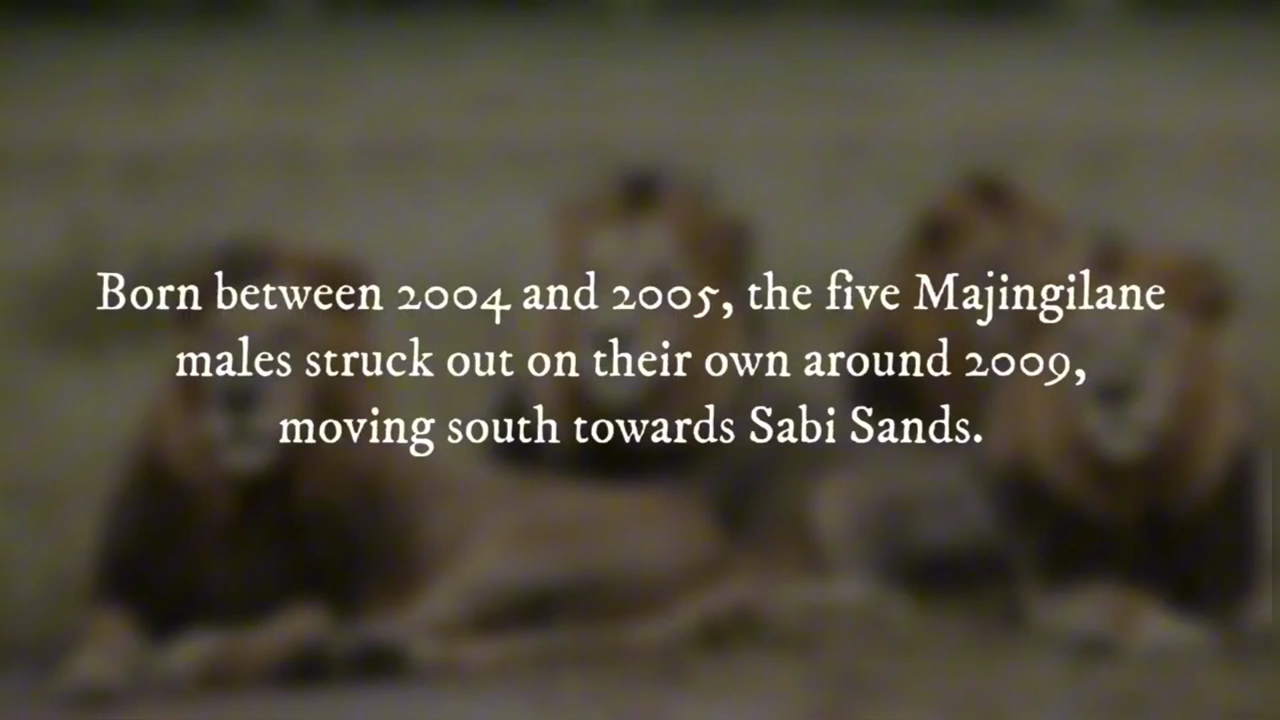 Born between 2004 and 2005, the five Majingilane
males struck out on their own around 2009,
moving south towards Sabi Sands.